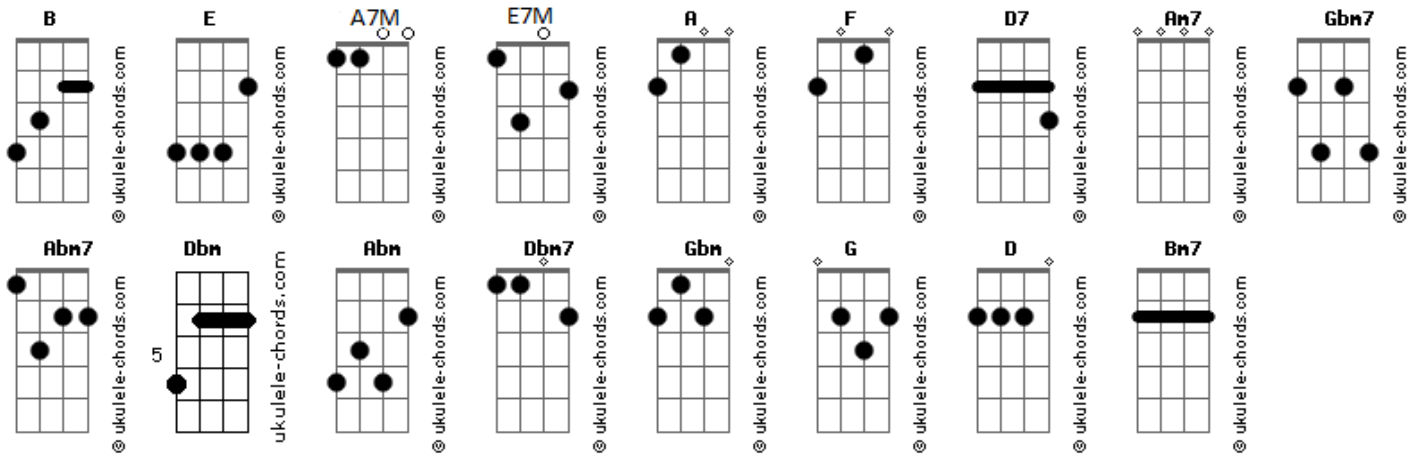 B E A7M E7M A F D7 Am7 Gbm7
© ukulele-chords.com © ukulele-chords.com © ukulele-chords.com © ukulele-chords.com © ukulele-chords.com © ukulele-chords.com © ukulele-chords.com © ukulele-chords.com © ukulele-chords.com
Abm7 Dbm Abm Dbm7 Gbm G D Bm7
5
© ukulele-chords.com ukulele-chords.com © ukulele-chords.com © ukulele-chords.com © ukulele-chords.com © ukulele-chords.com © ukulele-chords.com © ukulele-chords.com